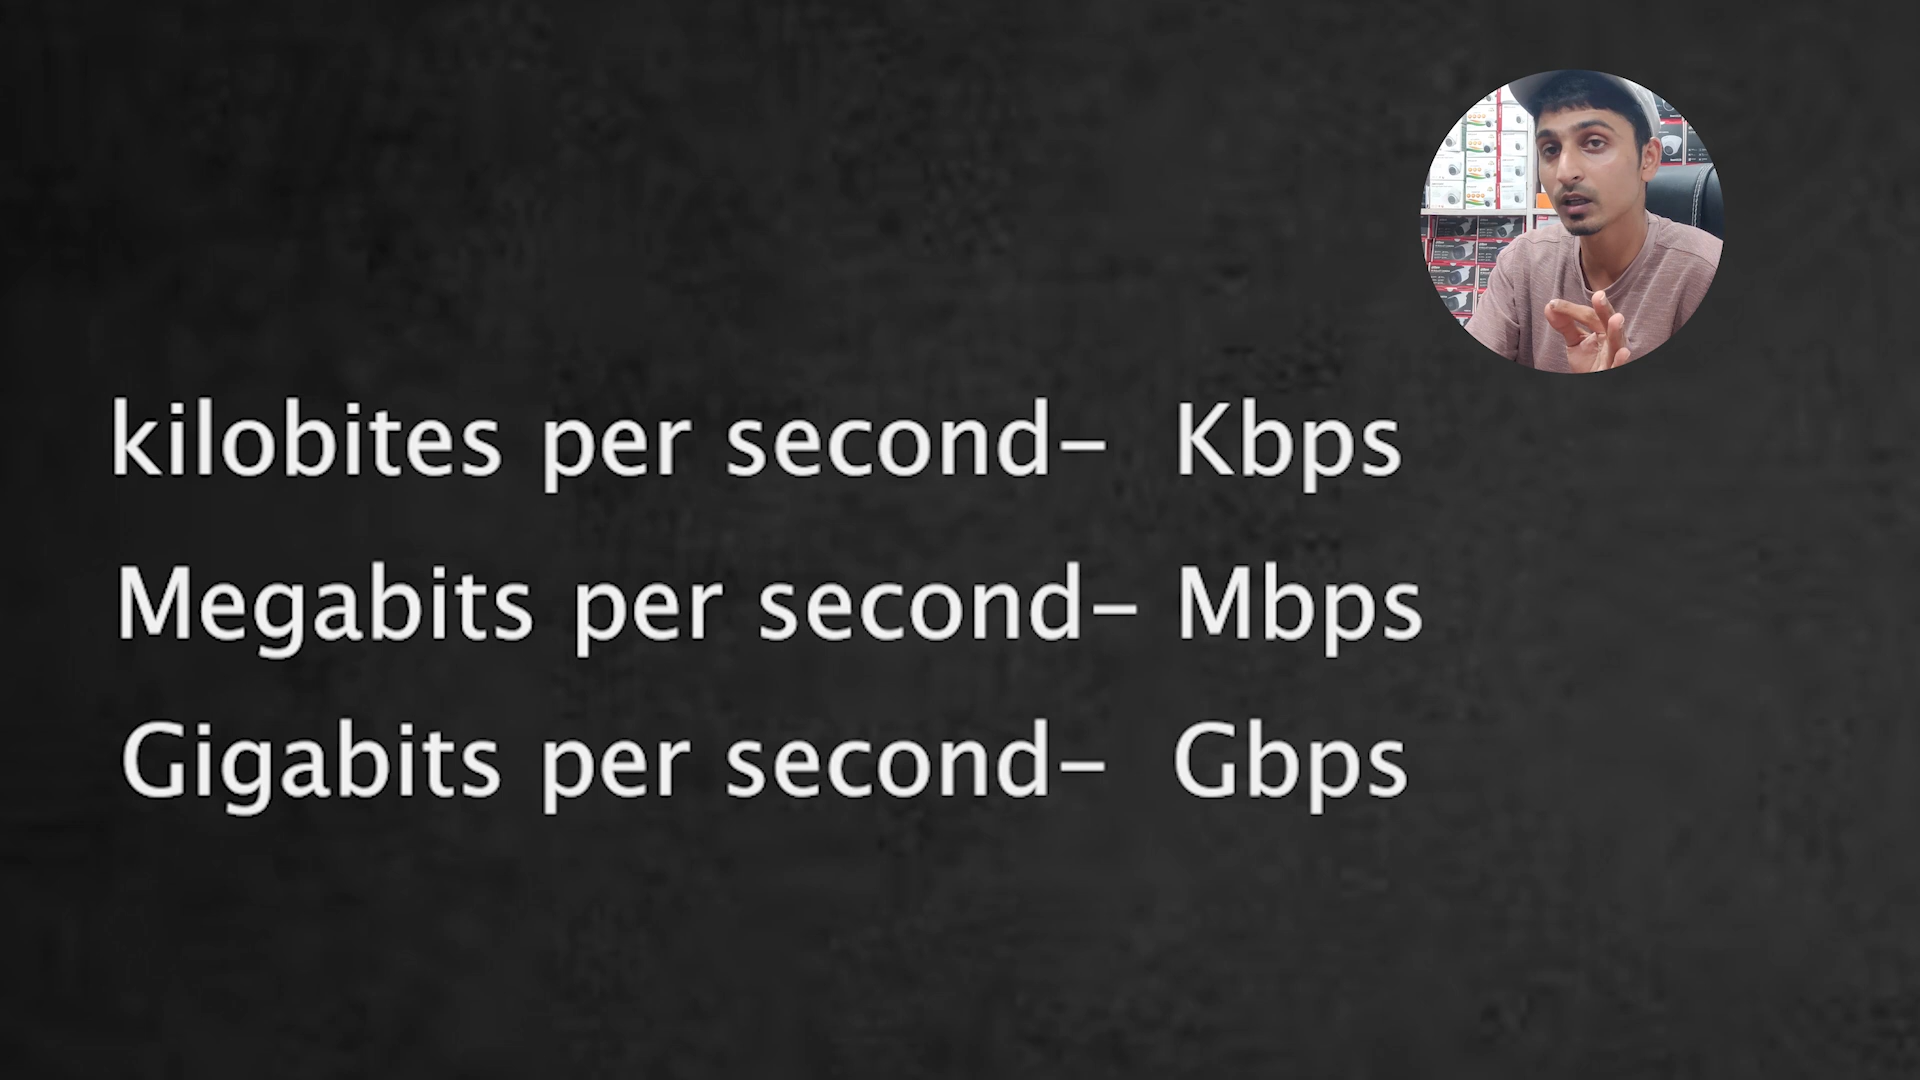 kilobites per second- Kbps
Megabits per second- Mbps
Gigabits per second- Gbps